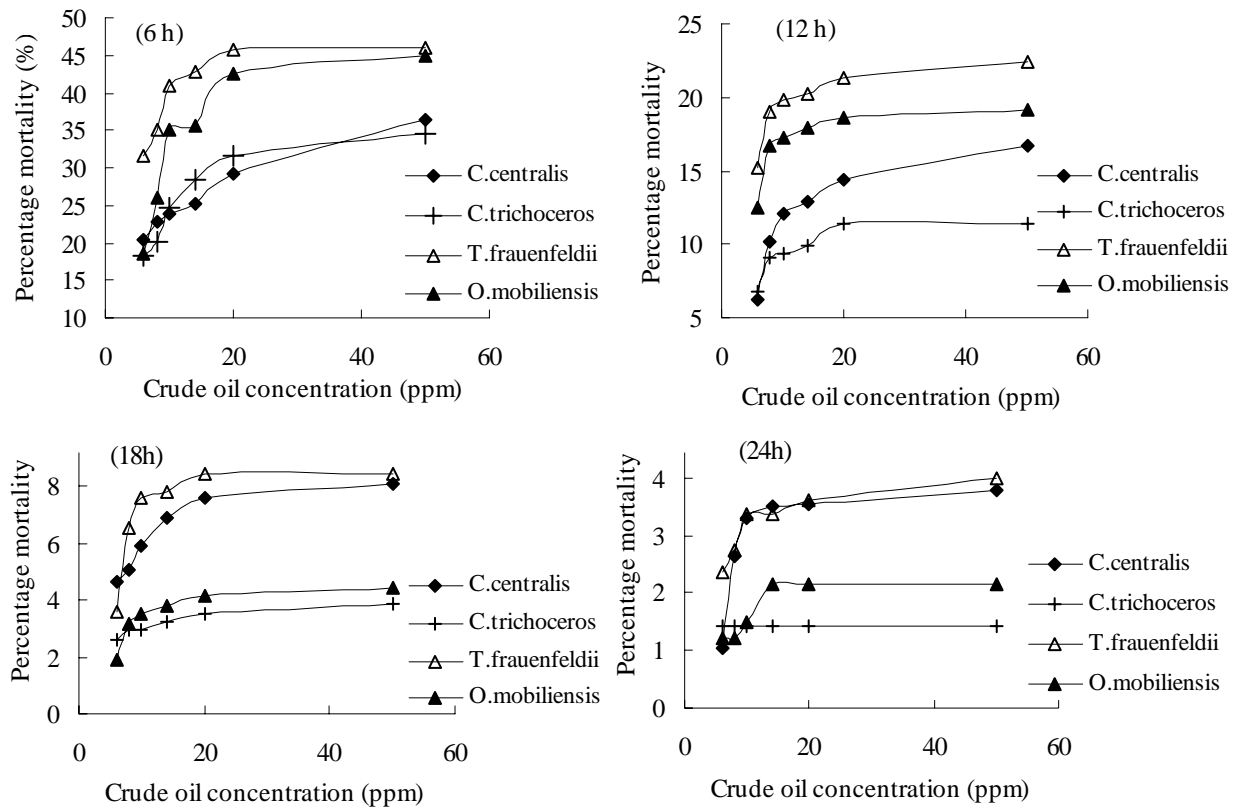 (6 h)
Percentage mortality (%)
50
45
40
35
30
25
20
15
10
0
20
40
60
Crude oil concentration (ppm)
C.centralis
C.trichoceros
T.frauenfeldii
O.mobiliensis
(12 h)
Percentage mortality
25
20
15
10
5
0
20
40
60
Crude oil concentration (ppm)
C.centralis
C.trichoceros
T.frauenfeldii
O.mobiliensis
(18h)
Percentage mortality
8
6
4
2
0
0
20
40
60
Crude oil concentration (ppm)
C.centralis
C.trichoceros
T.frauenfeldii
O.mobiliensis
(24h)
Percentage mortality
4
3
2
1
0
0
20
40
60
Crude oil concentration (ppm)
C.centralis
C.trichoceros
T.frauenfeldii
O.mobiliensis